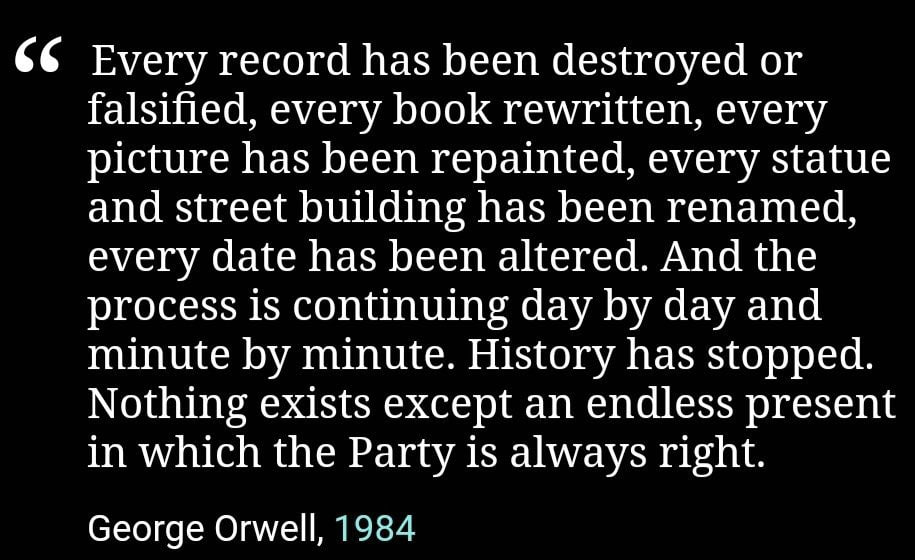 “ Every record has been destroyed or
falsified, every book rewritten, every
picture has been repainted, every statue
and street building has been renamed,
every date has been altered. And the
process is continuing day by day and
minute by minute. History has stopped.
Nothing exists except an endless present
in which the Party is always right.
George Orwell, 1984